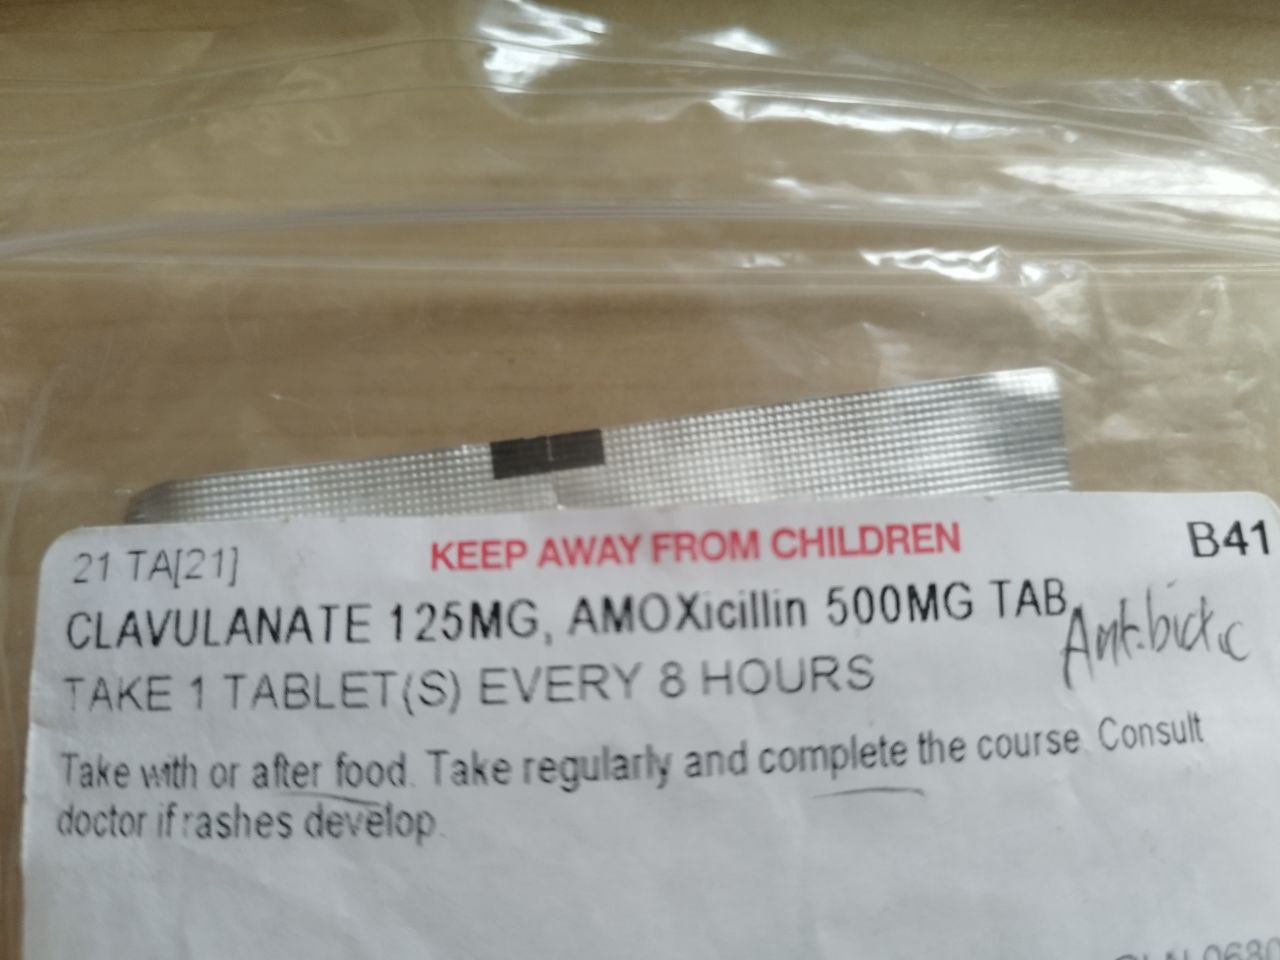 21 TA[21]
KEEP AWAY FROM CHILDREN
B41
CLAVULANATE 125MG, AMOXicillin 500MG TAB
Antibiotic
TAKE 1 TABLET(S) EVERY 8 HOURS
Take with or after food. Take regularly and complete the course. Consult
doctor if rashes develop.